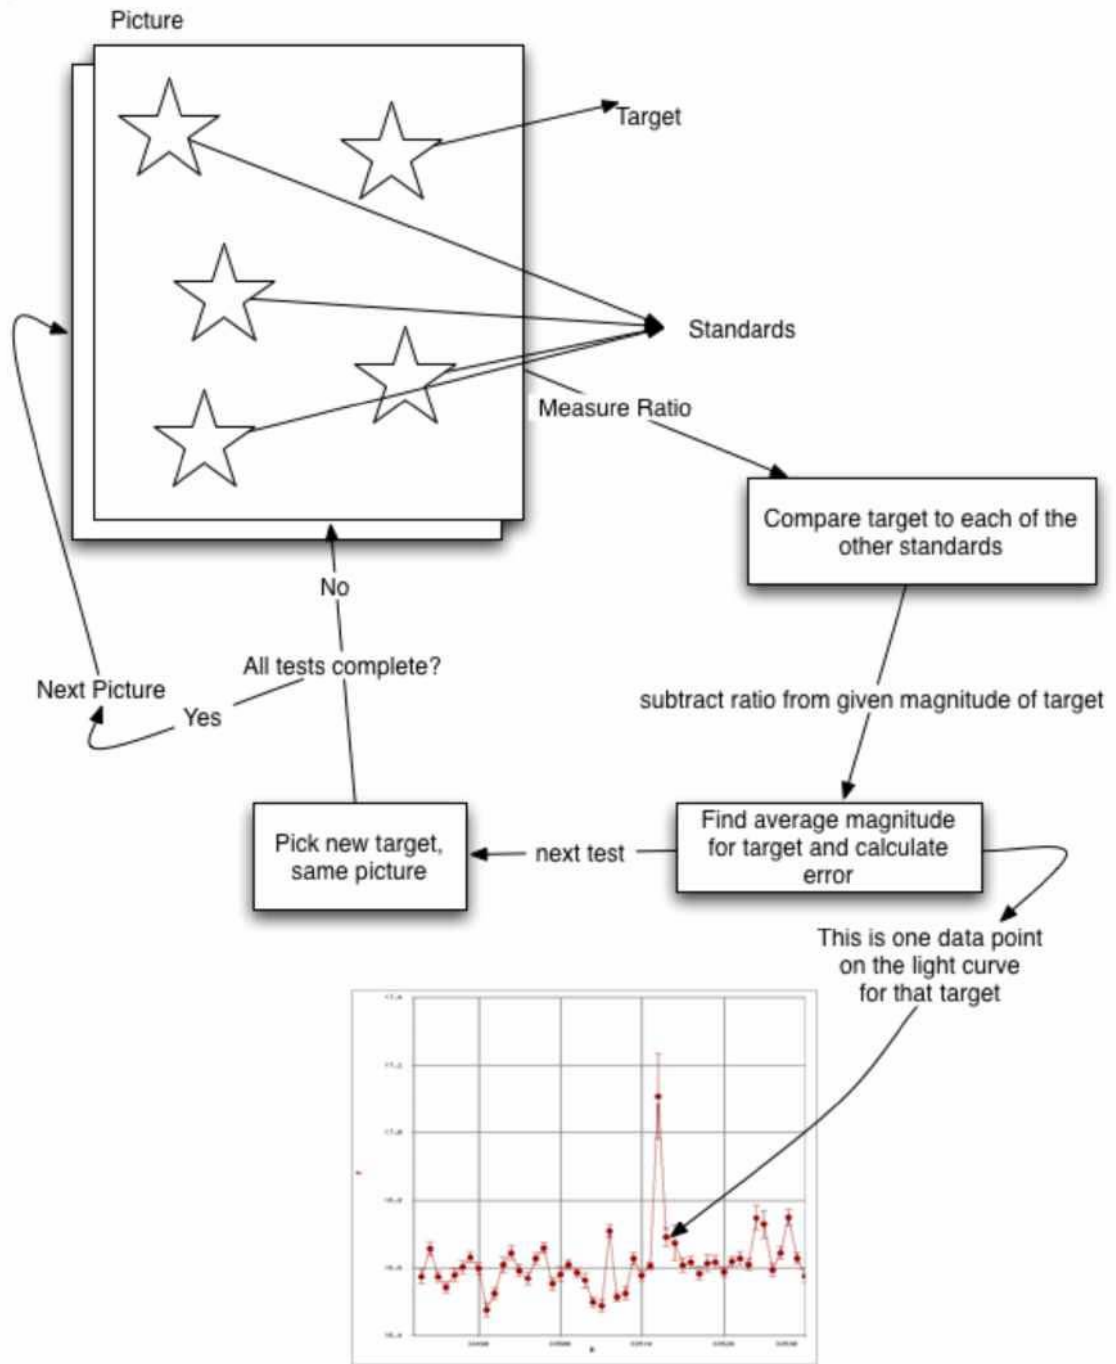 Picture
Target
Standards
Measure Ratio
Compare target to each of the
other standards
No
All tests complete?
Next Picture
Yes
subtract ratio from given magnitude of target
Find average magnitude
for target and calculate
error
next test
Pick new target,
same picture
This is one data point
on the light curve
for that target